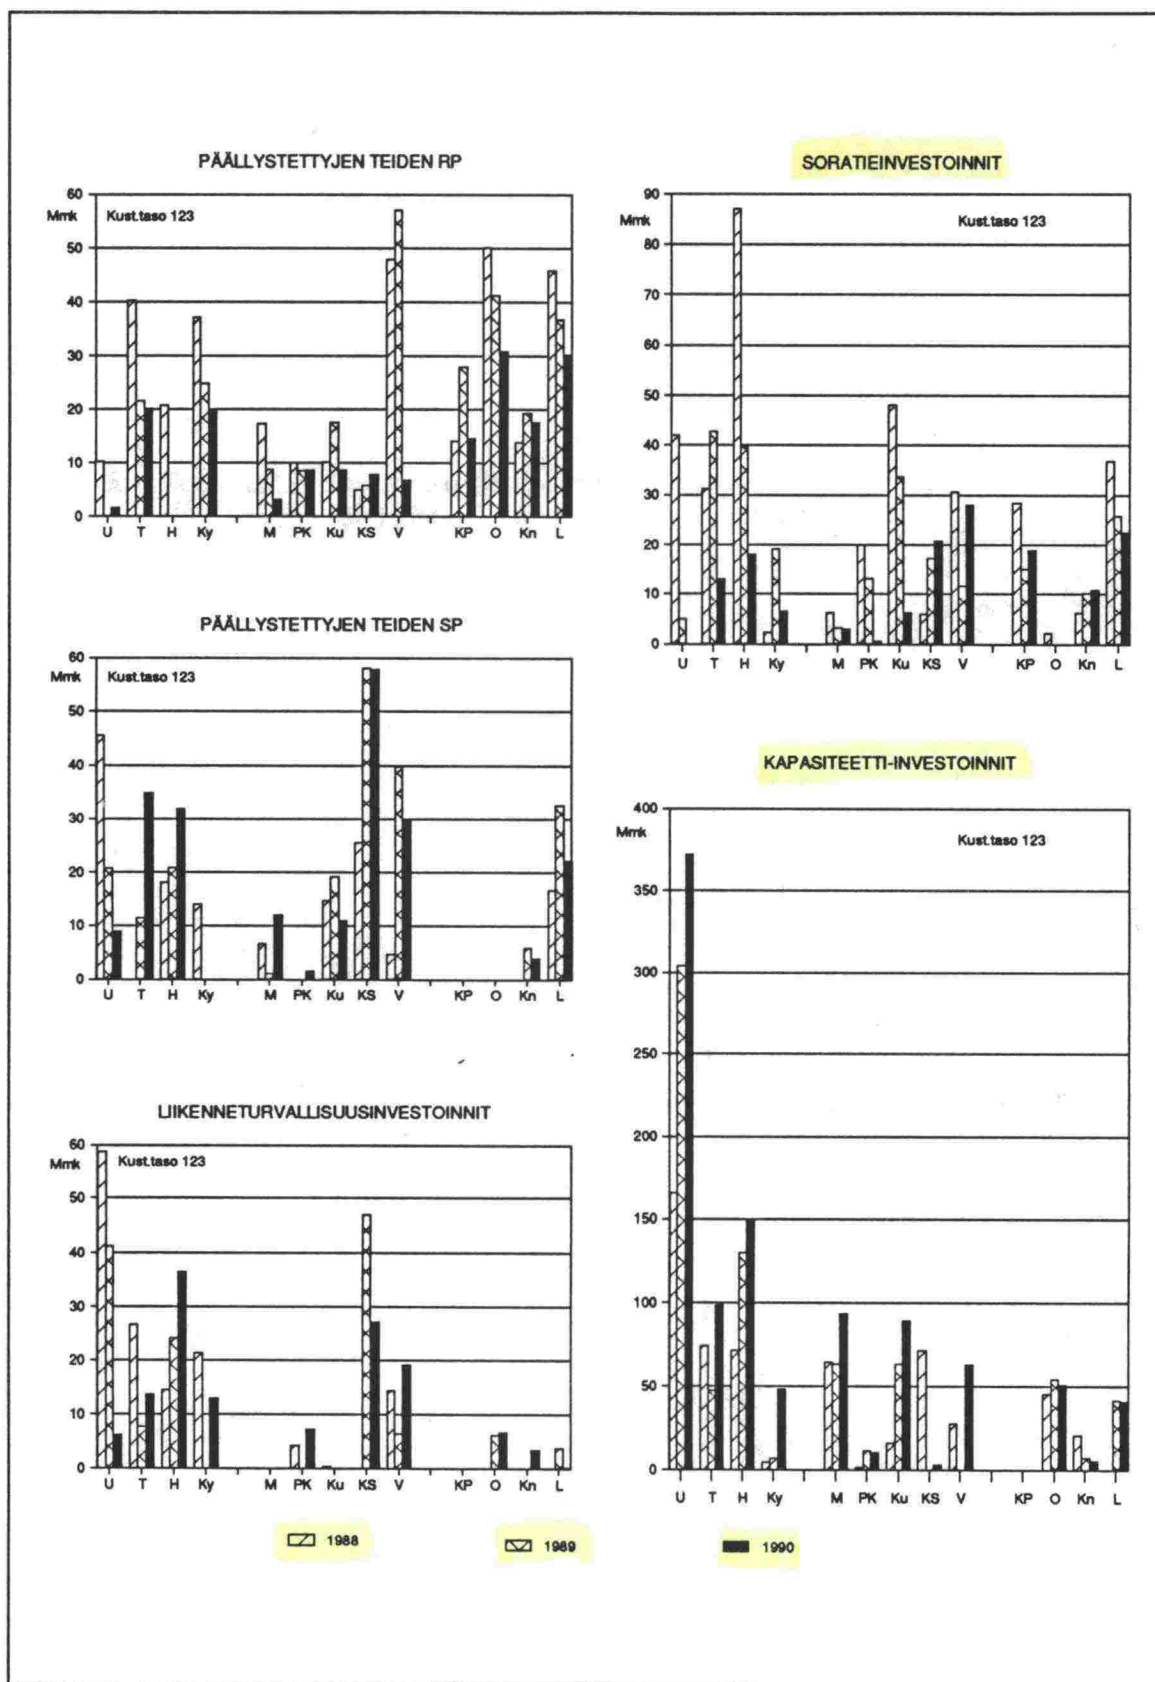 PÄÄLLYSTETTYJEN TEIDEN RP
60
Mmk
Kust.taso 123
50
40
30
20
10
0
U T H Ky M PK Ku KS V KP O Kn L
PÄÄLLYSTETTYJEN TEIDEN SP
60
Mmk
Kust.taso 123
50
40
30
20
10
0
U T H Ky M PK Ku KS V KP O Kn L
LIIKENNETURVALLISUUSINVESTOINNIT
60
Mmk
Kust.taso 123
50
40
30
20
10
0
U T H Ky M PK Ku KS V KP O Kn L
SORATIEINVESTOINNIT
90
Mmk
Kust.taso 123
80
70
60
50
40
30
20
10
0
U T H Ky M PK Ku KS V KP O Kn L
KAPASITEETTI-INVESTOINNIT
400
Mmk
Kust.taso 123
350
300
250
200
150
100
50
0
U T H Ky M PK Ku KS V KP O Kn L
1988 1989 1990